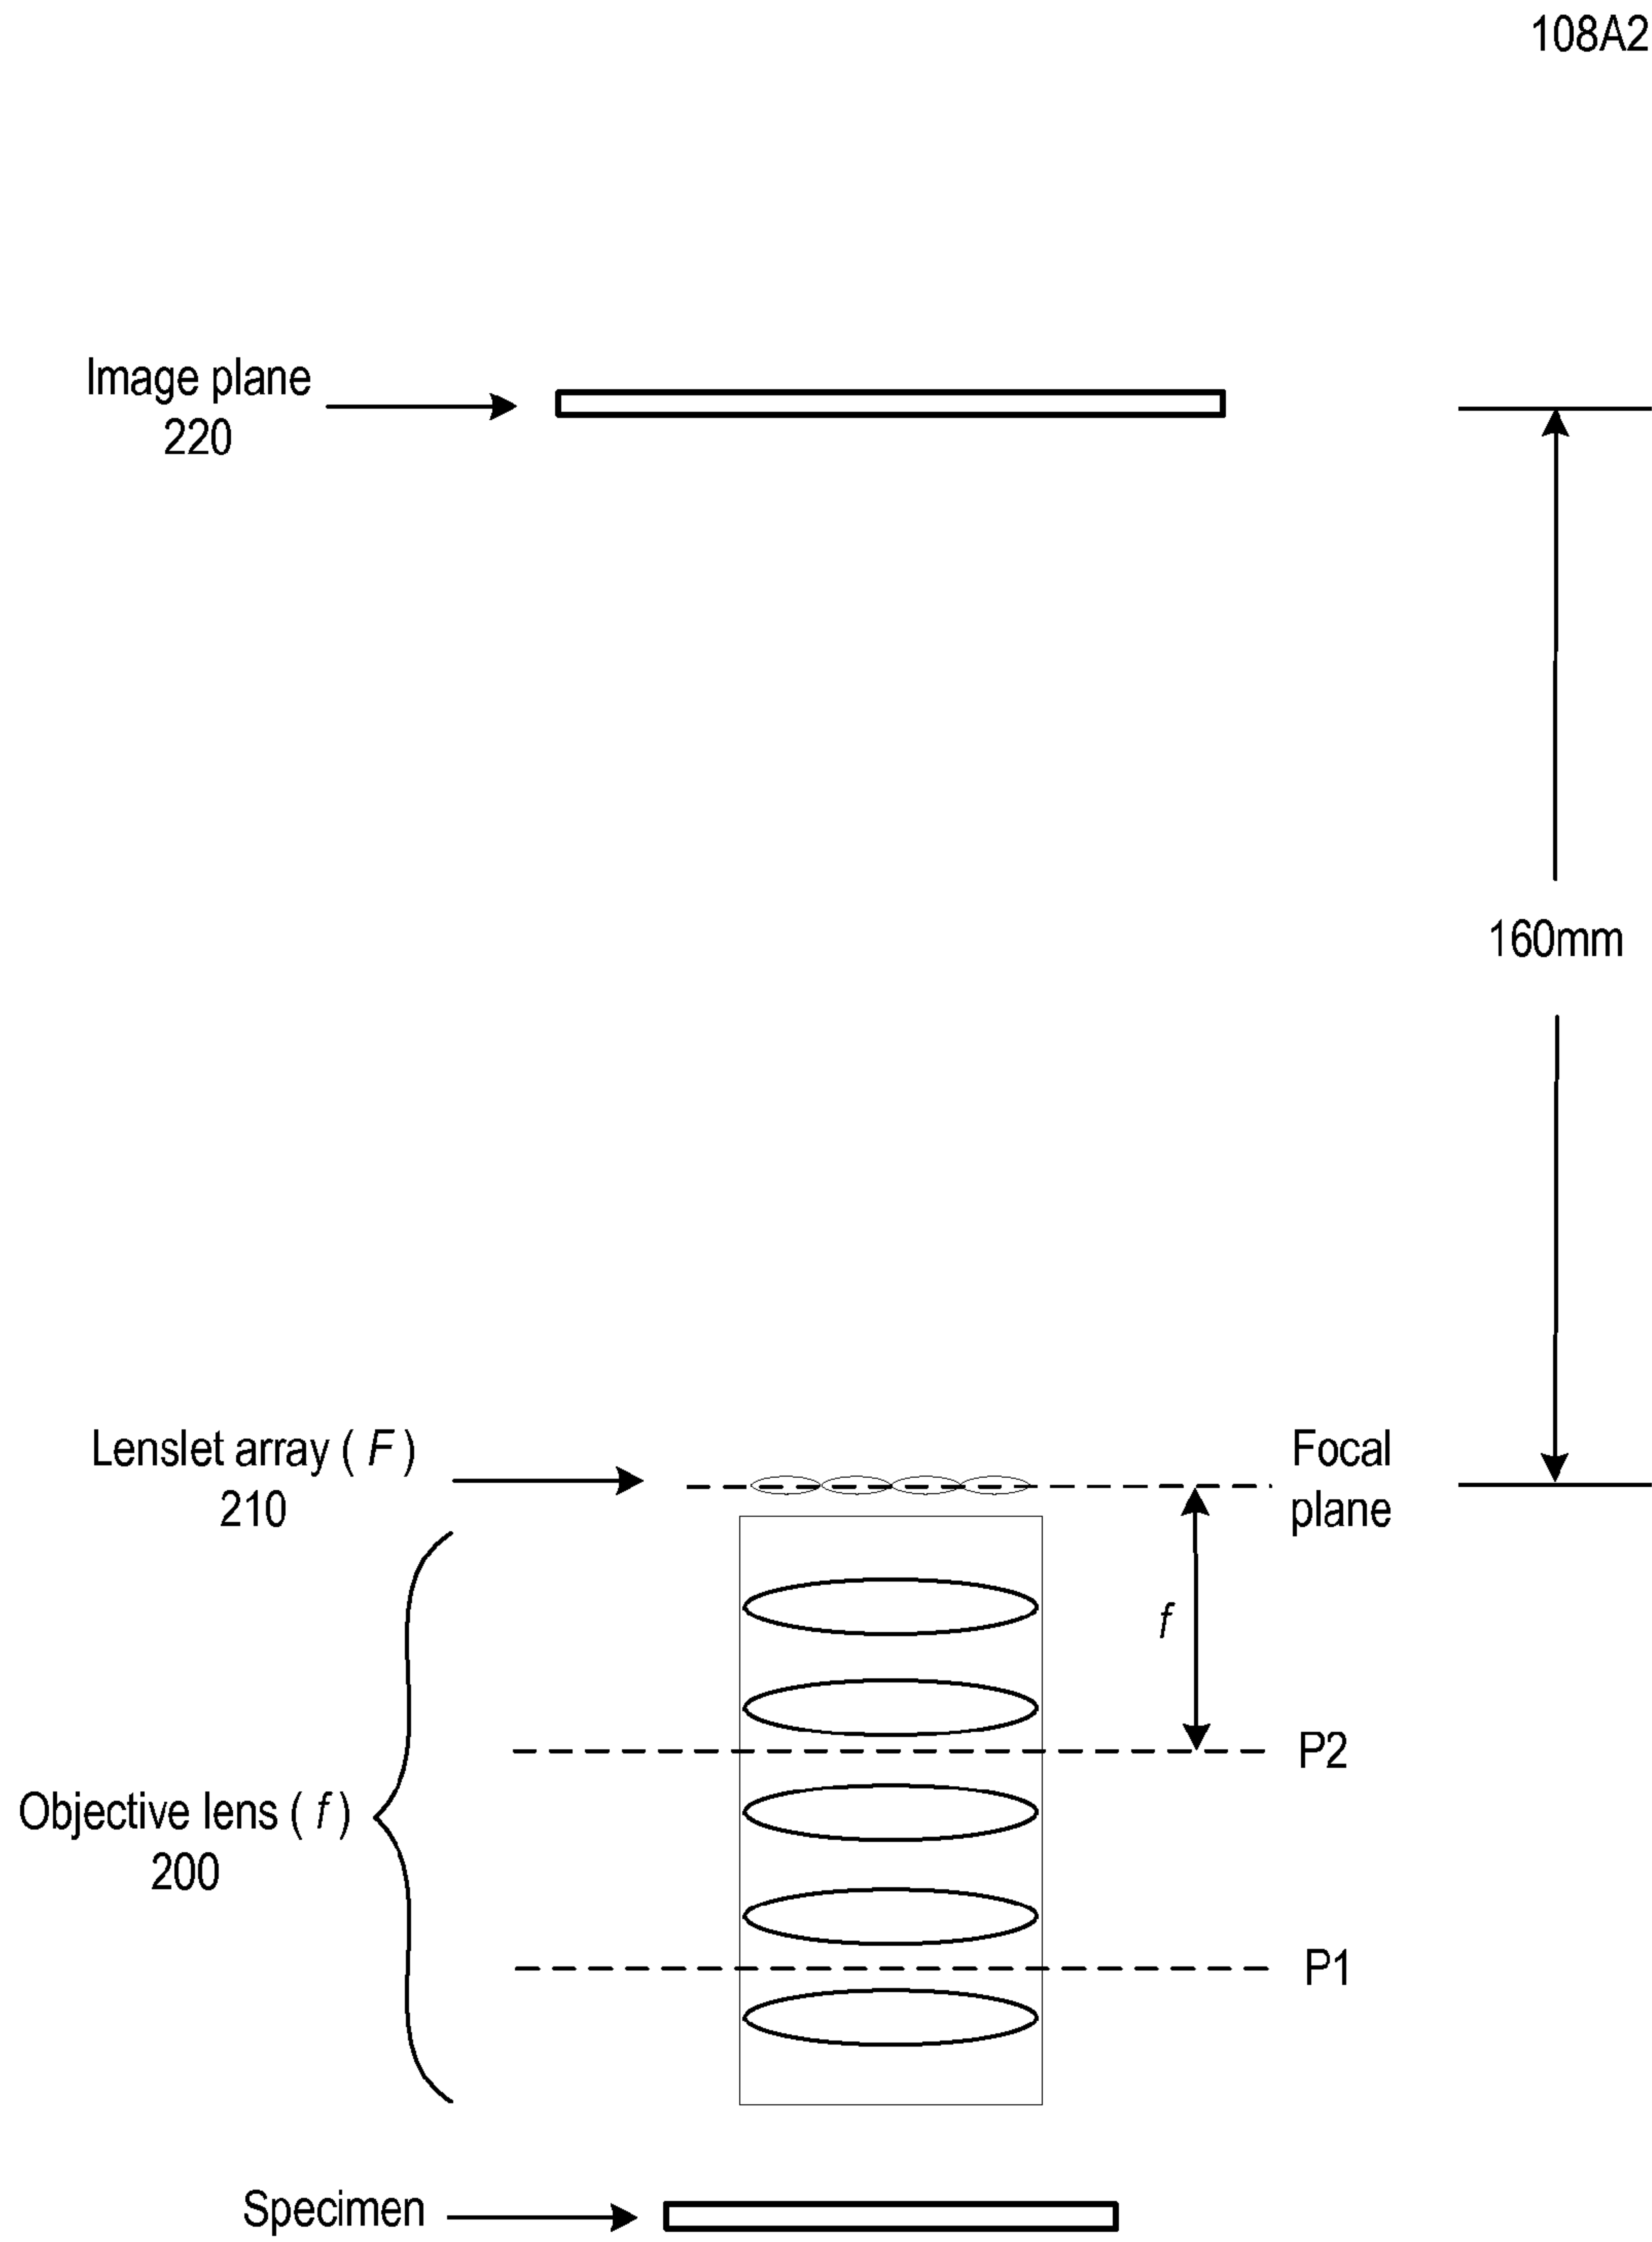 108A2
Image plane
220
160mm
Lenslet array ( F )
210
Focal
plane
f
P2
Objective lens ( f )
200
P1
Specimen